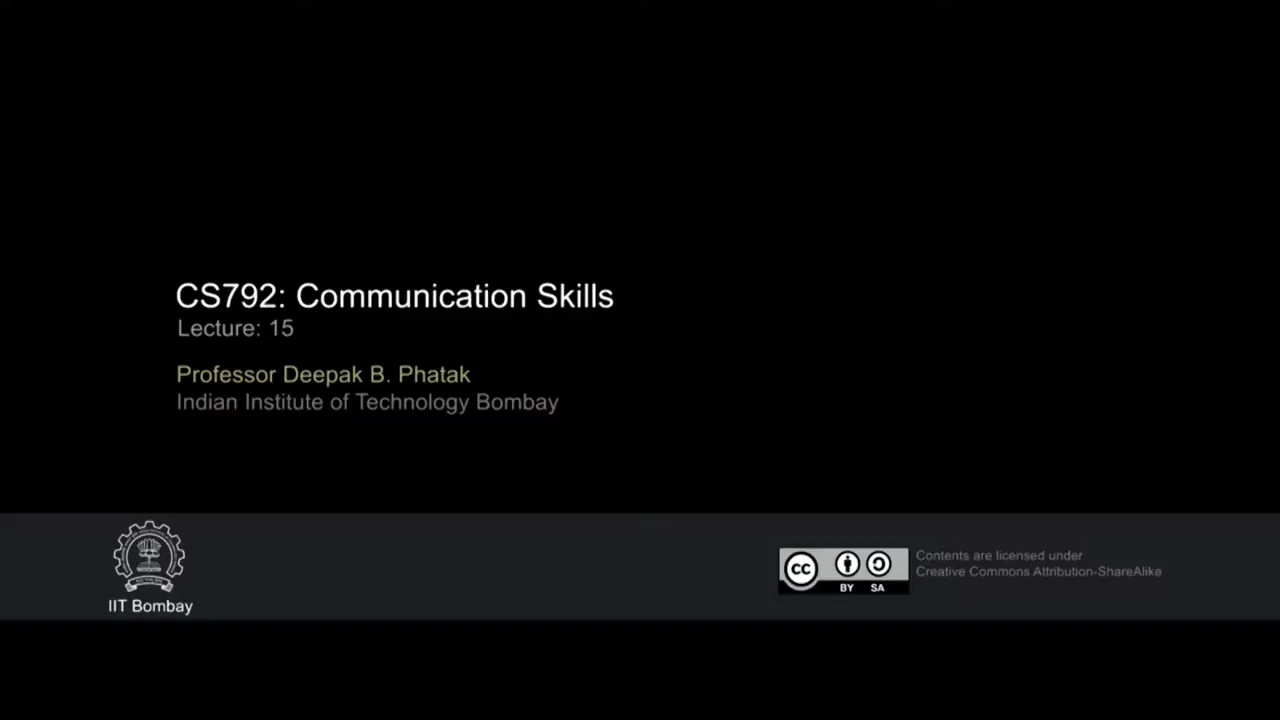 CS792: Communication Skills
Lecture: 15
Professor Deepak B. Phatak
Indian Institute of Technology Bombay
IIT Bombay
cc
BY SA
Contents are licensed under
Creative Commons Attribution-ShareAlike